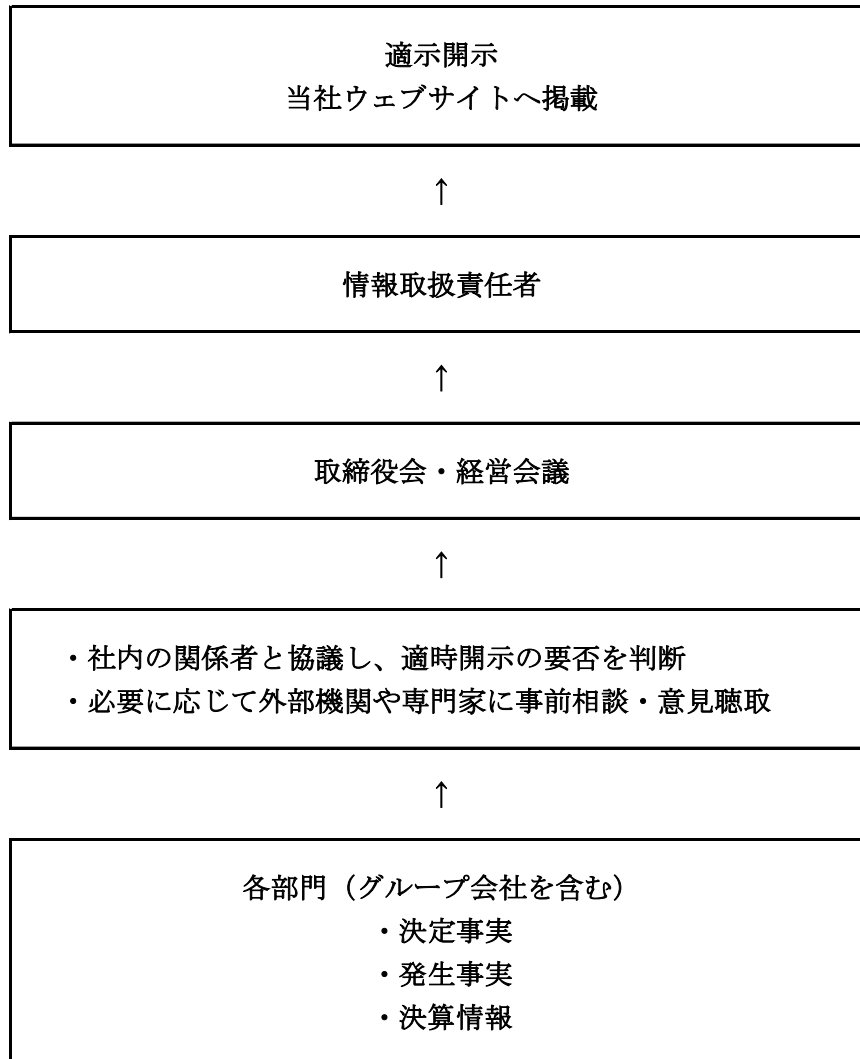 適示開示
当社ウェブサイトへ掲載
↑
情報取扱責任者
↑
取締役会・経営会議
↑
・社内の関係者と協議し、適時開示の要否を判断
・必要に応じて外部機関や専門家に事前相談・意見聴取
↑
各部門（グループ会社を含む）
・決定事実
・発生事実
・決算情報